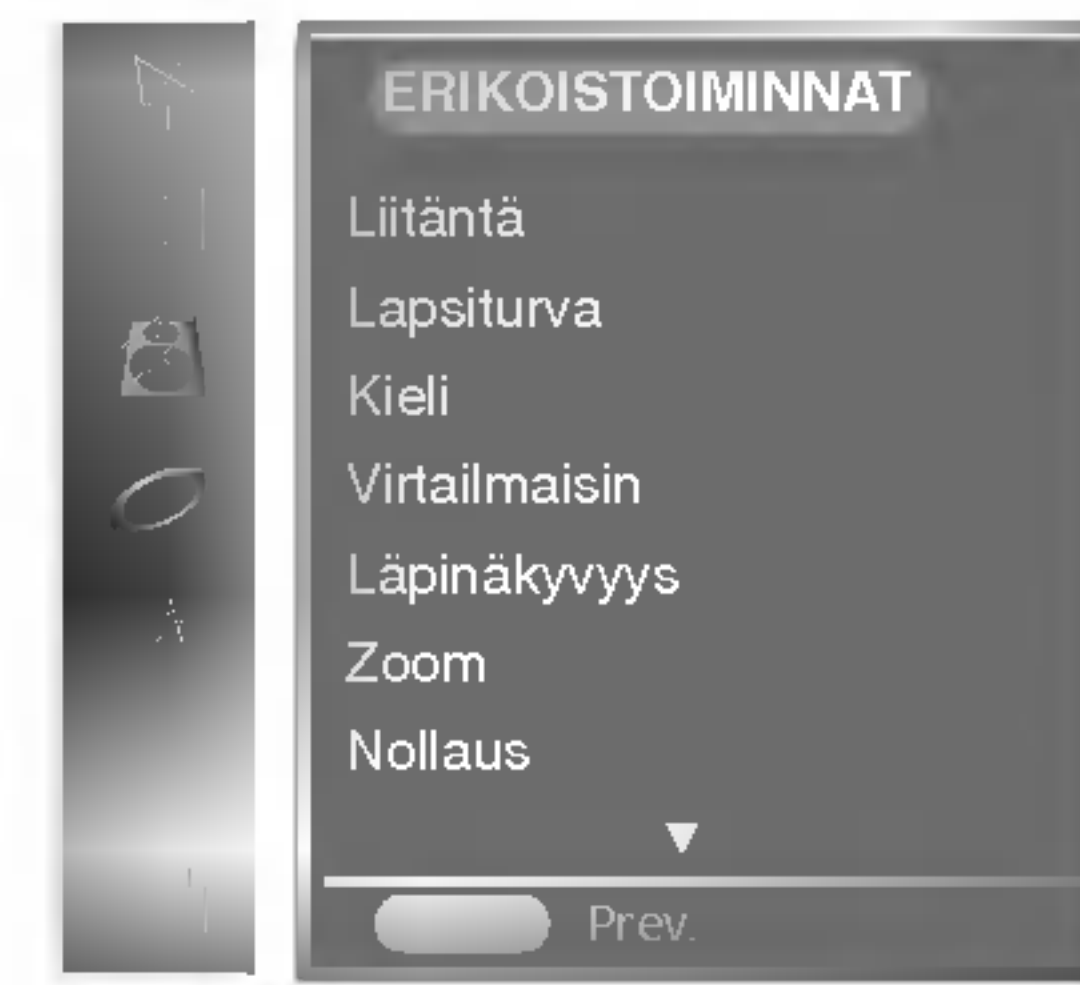 ERIKOISTOIMINNAT
Liitäntä
Lapsiturva
Kieli
Virtailmaisin
Läpinäkyvyys
Zoom
Nollaus
Prev.